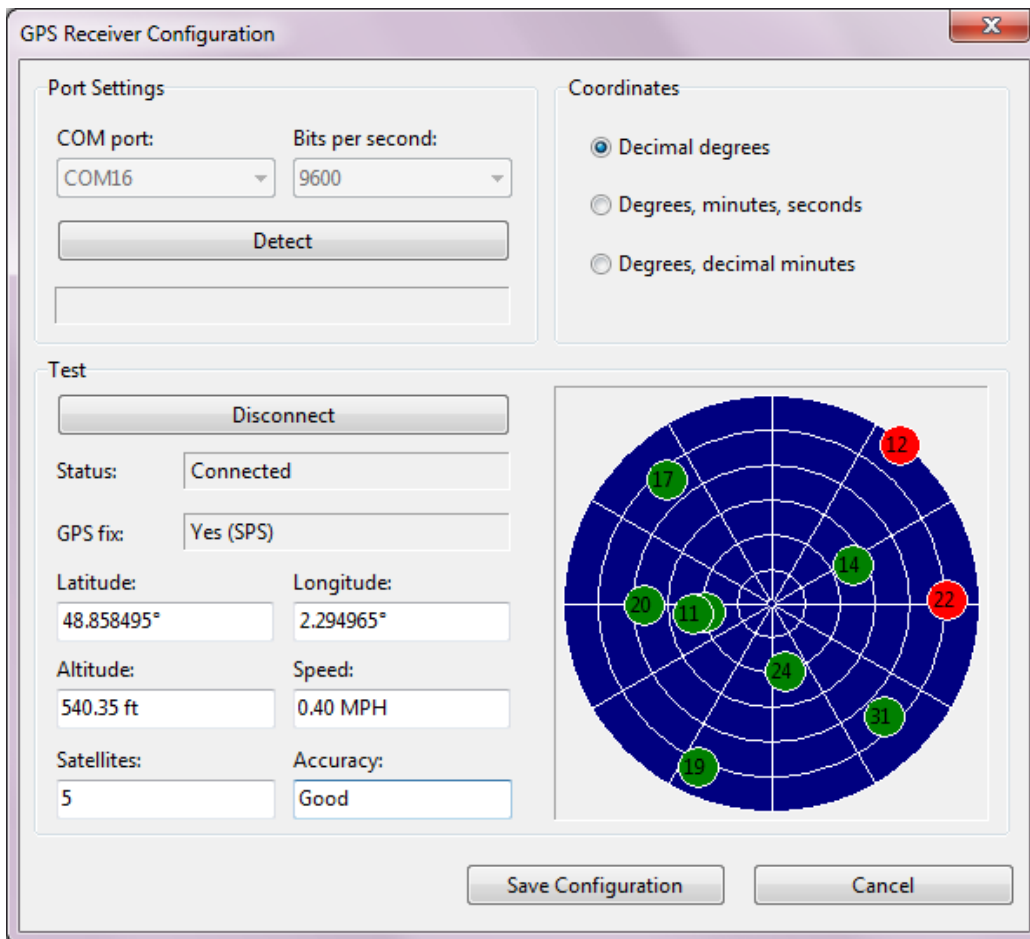 GPS Receiver Configuration
Port Settings
COM port:
Bits per second:
COM16
9600
Detect
Coordinates
Decimal degrees
Degrees, minutes, seconds
Degrees, decimal minutes
Test
Disconnect
Status:
Connected
GPS fix:
Yes (SPS)
Latitude:
Longitude:
48.858495°
2.294965°
Altitude:
Speed:
540.35 ft
0.40 MPH
Satellites:
Accuracy:
5
Good
12
17
14
20
11
22
24
31
19
Save Configuration
Cancel